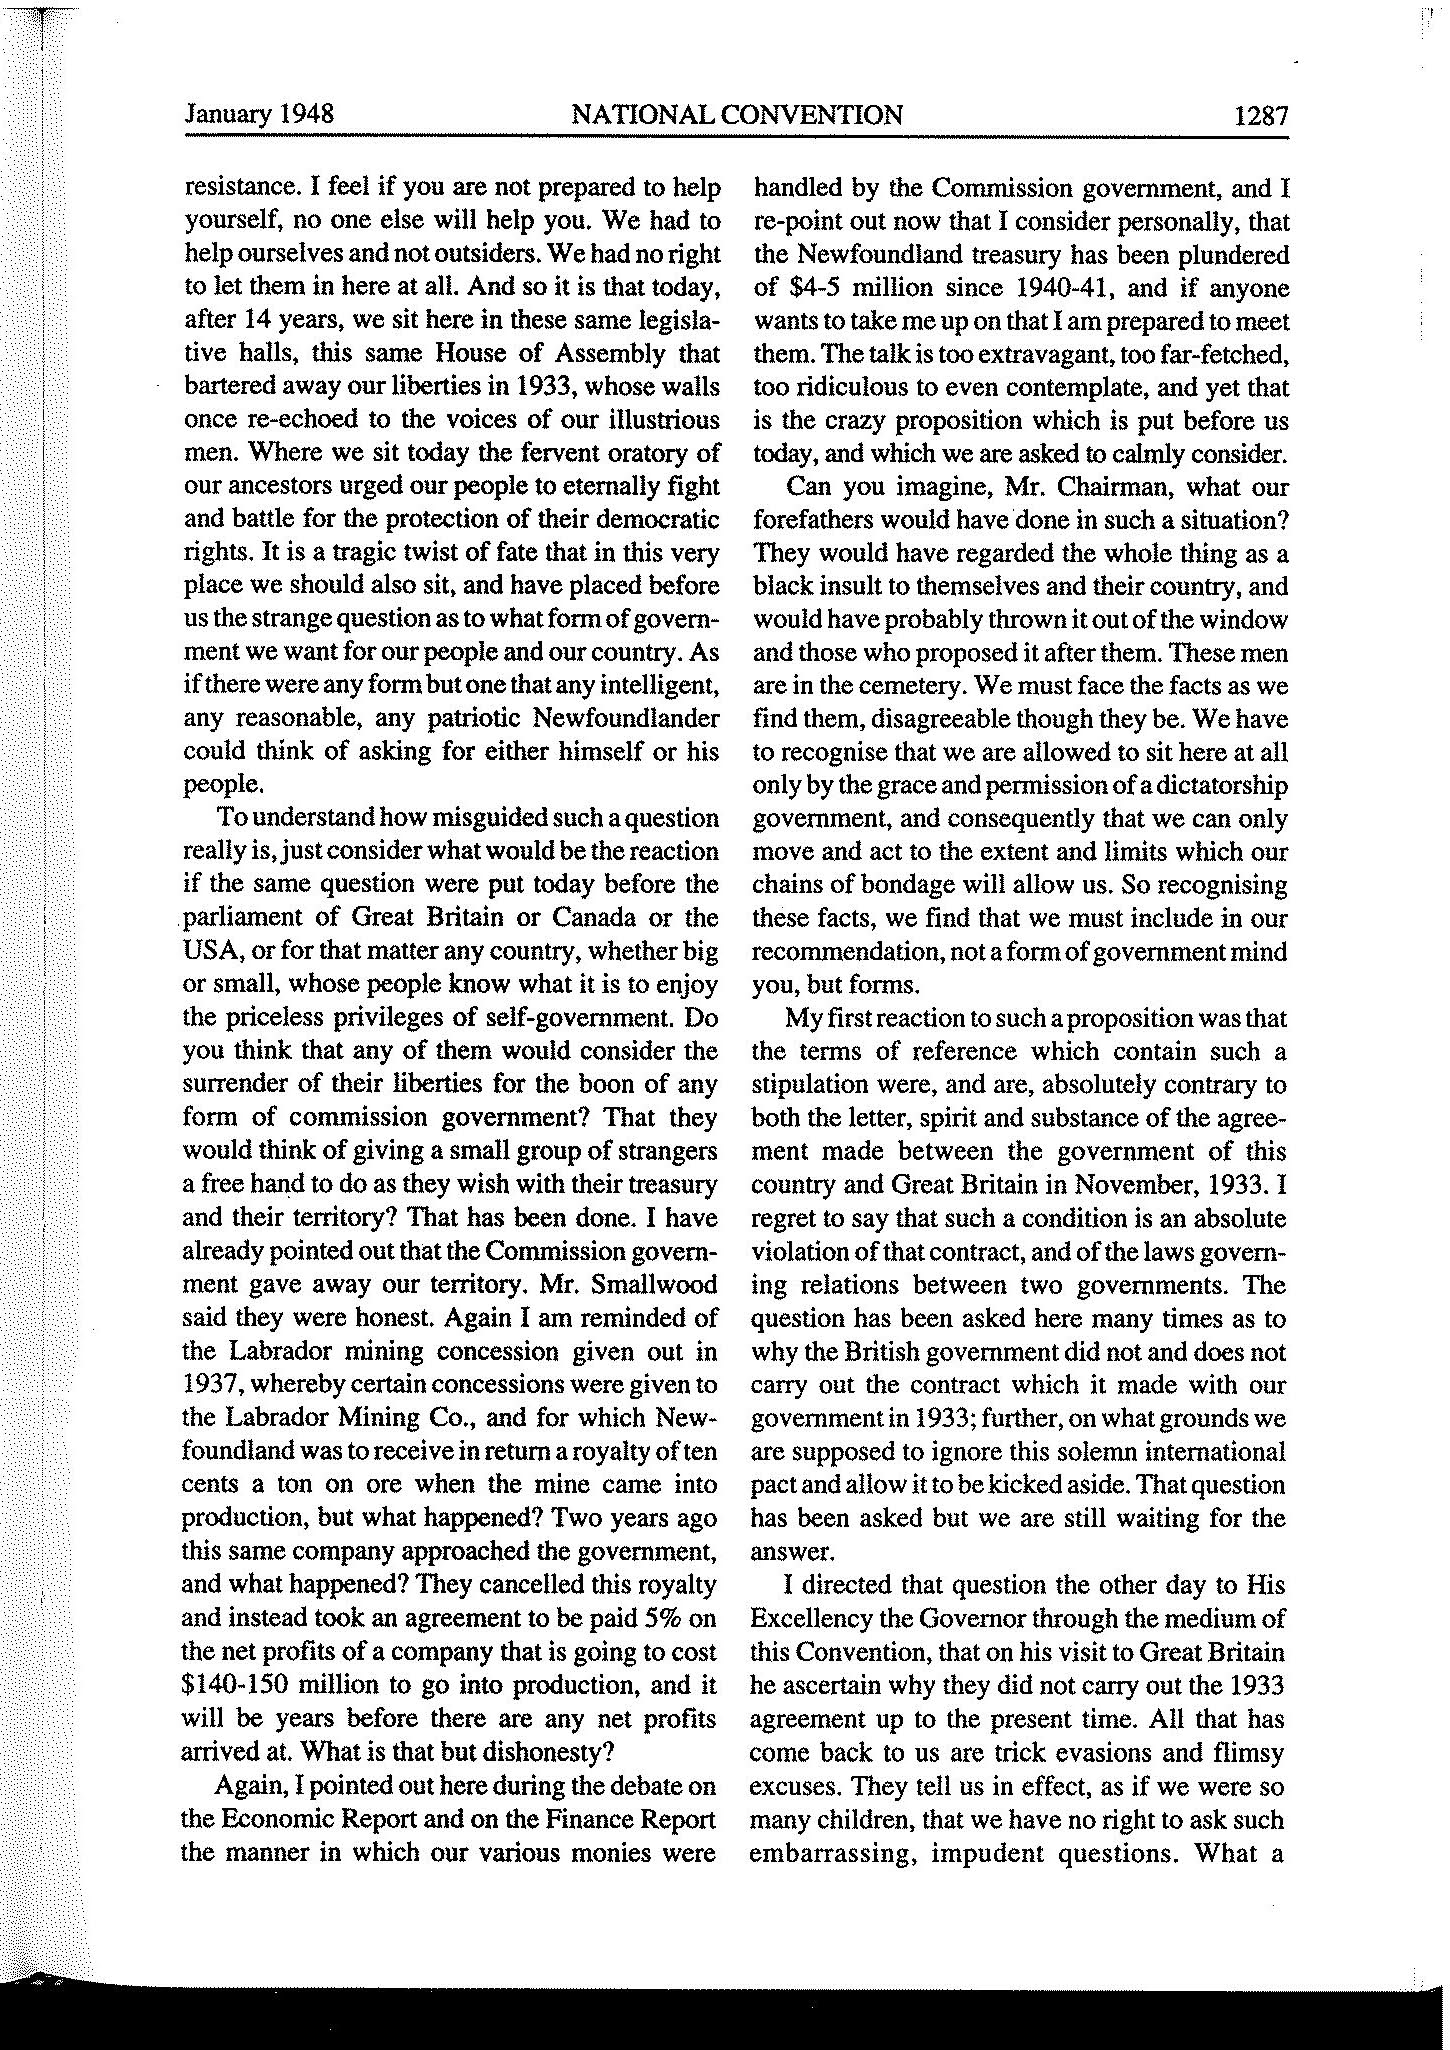 January 1948 NATIONAL CONVENTION 1287
resistance. I feel if you are not prepared to help
yourself, no one else will help you. We had to
help ourselves and not outsiders. We had no right
to let them in here at all. And so it is that today,
after 14 years, we sit here in these same legisla-
tive halls, this same House of Assembly that
bartered away our liberties in 1933, whose walls
once re-echoed to the voices of our illustrious
men. Where we sit today the fervent oratory of
our ancestors urged our people to eternally fight
and battle for the protection of their democratic
rights. It is a tragic twist of fate that in this very
place we should also sit, and have placed before
us the strange question as to what form of govern-
ment we want for our people and our country. As
if there were any form but one that any intelligent,
any reasonable, any patriotic Newfoundlander
could think of asking for either himself or his
people.
To understand how misguided such a question
really is, just consider what would be the reaction
if the same question were put today before the
parliament of Great Britain or Canada or the
USA, or for that matter any country, whether big
or small, whose people know what it is to enjoy
the priceless privileges of self-government. Do
you think that any of them would consider the
surrender of their liberties for the boon of any
form of commission government? That they
would think of giving a small group of strangers
a free hand to do as they wish with their treasury
and their territory? That has been done. I have
already pointed out that the Commission govern-
ment gave away our territory. Mr. Smallwood
said they were honest. Again I am reminded of
the Labrador mining concession given out in
1937, whereby certain concessions were given to
the Labrador Mining Co., and for which New-
foundland was to receive in return a royalty of ten
cents a ton on ore when the mine came into
production, but what happened? Two years ago
this same company approached the government,
and what happened? They cancelled this royalty
and instead took an agreement to be paid 5% on
the net profits of a company that is going to cost
$140-150 million to go into production, and it
will be years before there are any net profits
arrived at. What is that but dishonesty?
Again, I pointed out here during the debate on
the Economic Report and on the Finance Report
the manner in which our various monies were
handled by the Commission government, and I
re-point out now that I consider personally, that
the Newfoundland treasury has been plundered
of $4-5 million since 1940-41, and if anyone
wants to take me up on that I am prepared to meet
them. The talk is too extravagant, too far-fetched,
too ridiculous to even contemplate, and yet that
is the crazy proposition which is put before us
today, and which we are asked to calmly consider.
Can you imagine, Mr. Chairman, what our
forefathers would have done in such a situation?
They would have regarded the whole thing as a
black insult to themselves and their country, and
would have probably thrown it out of the window
and those who proposed it after them. These men
are in the cemetery. We must face the facts as we
find them, disagreeable though they be. We have
to recognise that we are allowed to sit here at all
only by the grace and permission of a dictatorship
government, and consequently that we can only
move and act to the extent and limits which our
chains of bondage will allow us. So recognising
these facts, we find that we must include in our
recommendation, not a form of government mind
you, but forms.
My first reaction to such a proposition was that
the terms of reference which contain such a
stipulation were, and are, absolutely contrary to
both the letter, spirit and substance of the agree-
ment made between the government of this
country and Great Britain in November, 1933. I
regret to say that such a condition is an absolute
violation of that contract, and of the laws govern-
ing relations between two governments. The
question has been asked here many times as to
why the British government did not and does not
carry out the contract which it made with our
government in 1933; further, on what grounds we
are supposed to ignore this solemn international
pact and allow it to be kicked aside. That question
has been asked but we are still waiting for the
answer.
I directed that question the other day to His
Excellency the Governor through the medium of
this Convention, that on his visit to Great Britain
he ascertain why they did not carry out the 1933
agreement up to the present time. All that has
come back to us are trick evasions and flimsy
excuses. They tell us in effect, as if we were so
many children, that we have no right to ask such
embarrassing, impudent questions. What a